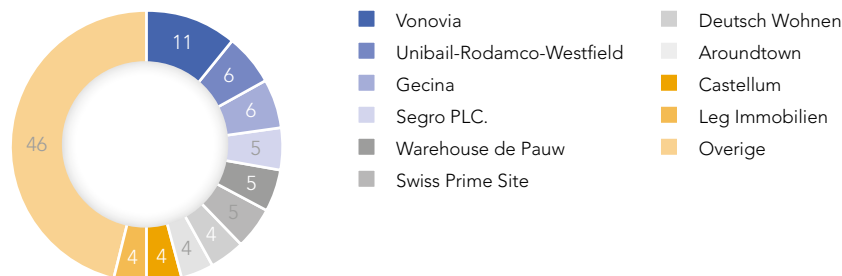 11
6
6
5
5
5
4
4
4
4
46
Vonovia
Unibail-Rodamco-Westfield
Gecina
Segro PLC.
Warehouse de Pauw
Swiss Prime Site
Deutsch Wohnen
Aroundtown
Castellum
Leg Immobilien
Overige